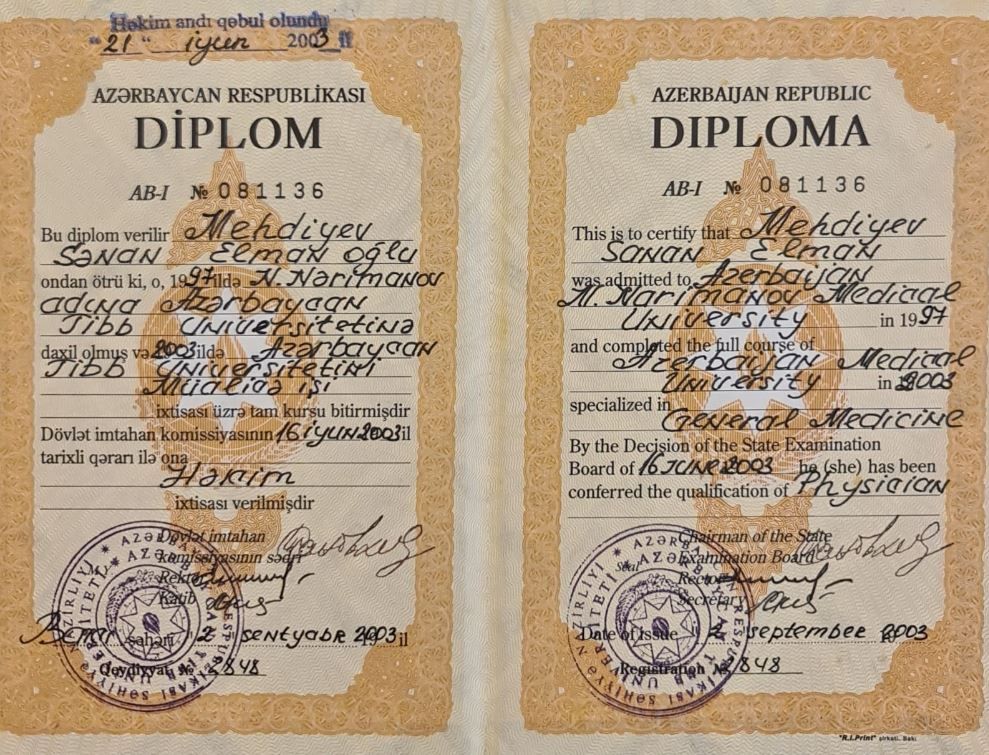 Həkim andı qəbul olundu
"21" iyun 2003 il
AZƏRBAYCAN RESPUBLİKASI
DİPLOM
AB-I № 081136
Bu diplom verilir Mehdiyev
Sənan Elman oğlu
ondan ötrü ki, o, 1997 ildə N. Nərimanov
adına Azərbaycan
Tibb Universitetinə
daxil olmuş və 2003 ildə Azərbaycan
Tibb Universitetini
Müalicə işi
ixtisası üzrə tam kursu bitirmişdir
Dövlət imtahan komissiyasının 16 iyun 2003 il
tarixli qərarı ilə ona
Həkim
ixtisası verilmişdir
Dövlət imtahan
komissiyasının sədri
Rektor
Katib
şəhəri 2 sentyabr 2003 il
Qeydiyyat № 848
AZERBAIJAN REPUBLIC
DIPLOMA
AB-I № 081136
This is to certify that Mehdiyev
Sanan Elman
was admitted to Azerbaijan
N. Narimanov Medical
University in 1997
and completed the full course of
Azerbaijan Medical
University in 2003
specialized in
General Medicine
By the Decision of the State Examination
Board of 16 June 2003 he (she) has been
conferred the qualification of Physician
Chairman of the State
Examination Board
Seal
Rector
Secretary
Date of issue 2 september 2003
Registration № 848
"R.I.Print" şirkəti. Bakı